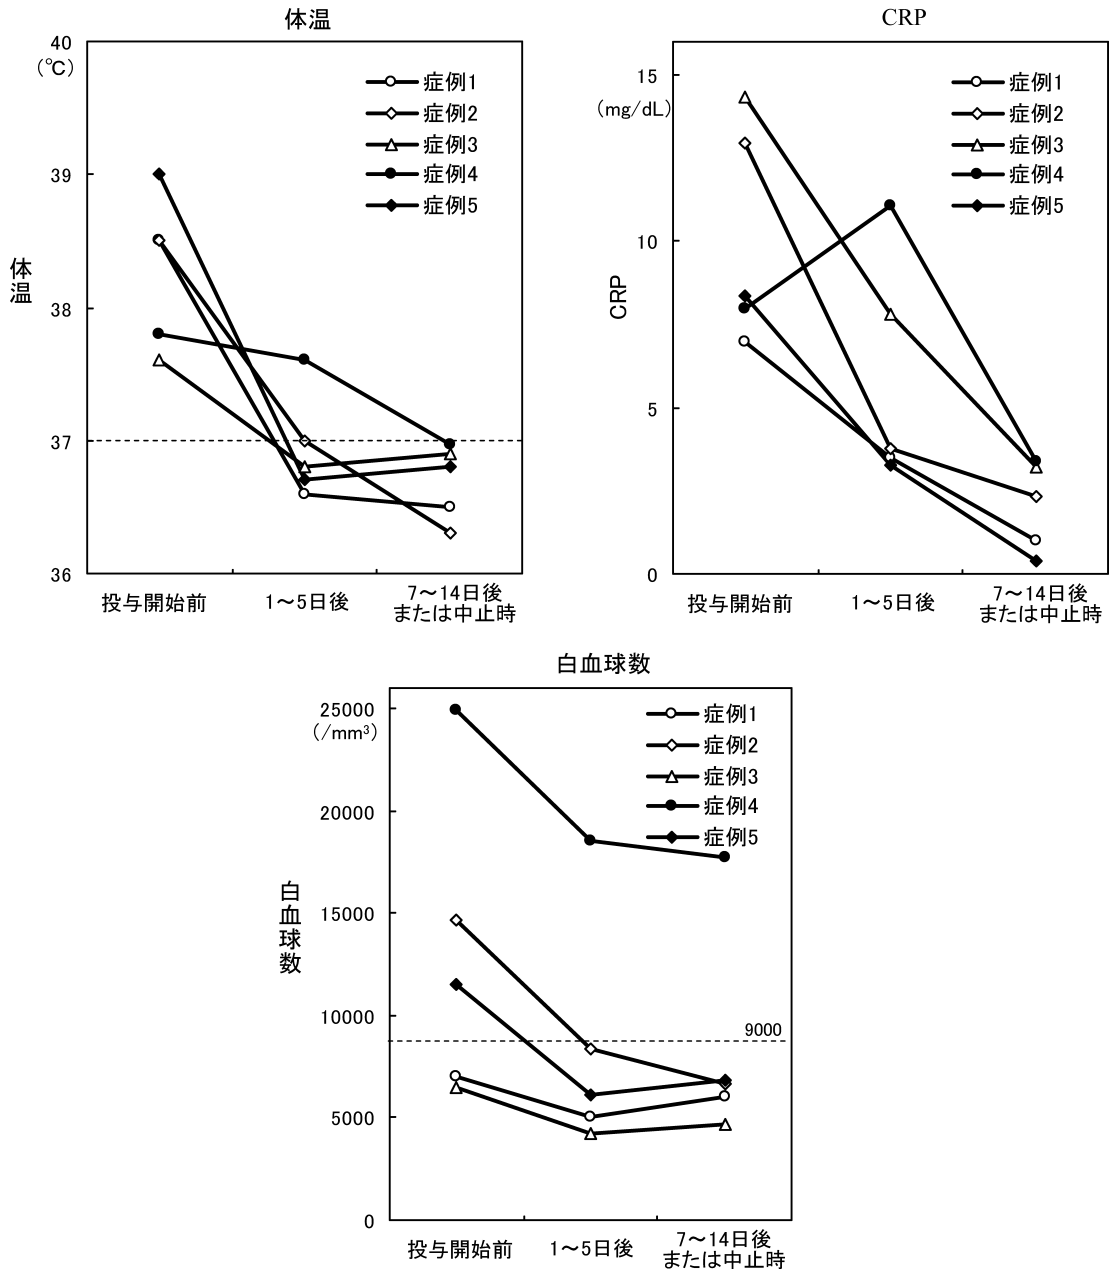 体温
40
(℃)
39
38
37
36
体温
症例1
症例2
症例3
症例4
症例5
投与開始前
1～5日後
7～14日後
または中止時
CRP
15
(mg/dL)
10
5
0
CRP
症例1
症例2
症例3
症例4
症例5
投与開始前
1～5日後
7～14日後
または中止時
白血球数
25000
(/mm³)
20000
15000
10000
5000
0
白血球数
症例1
症例2
症例3
症例4
症例5
9000
投与開始前
1～5日後
7～14日後
または中止時